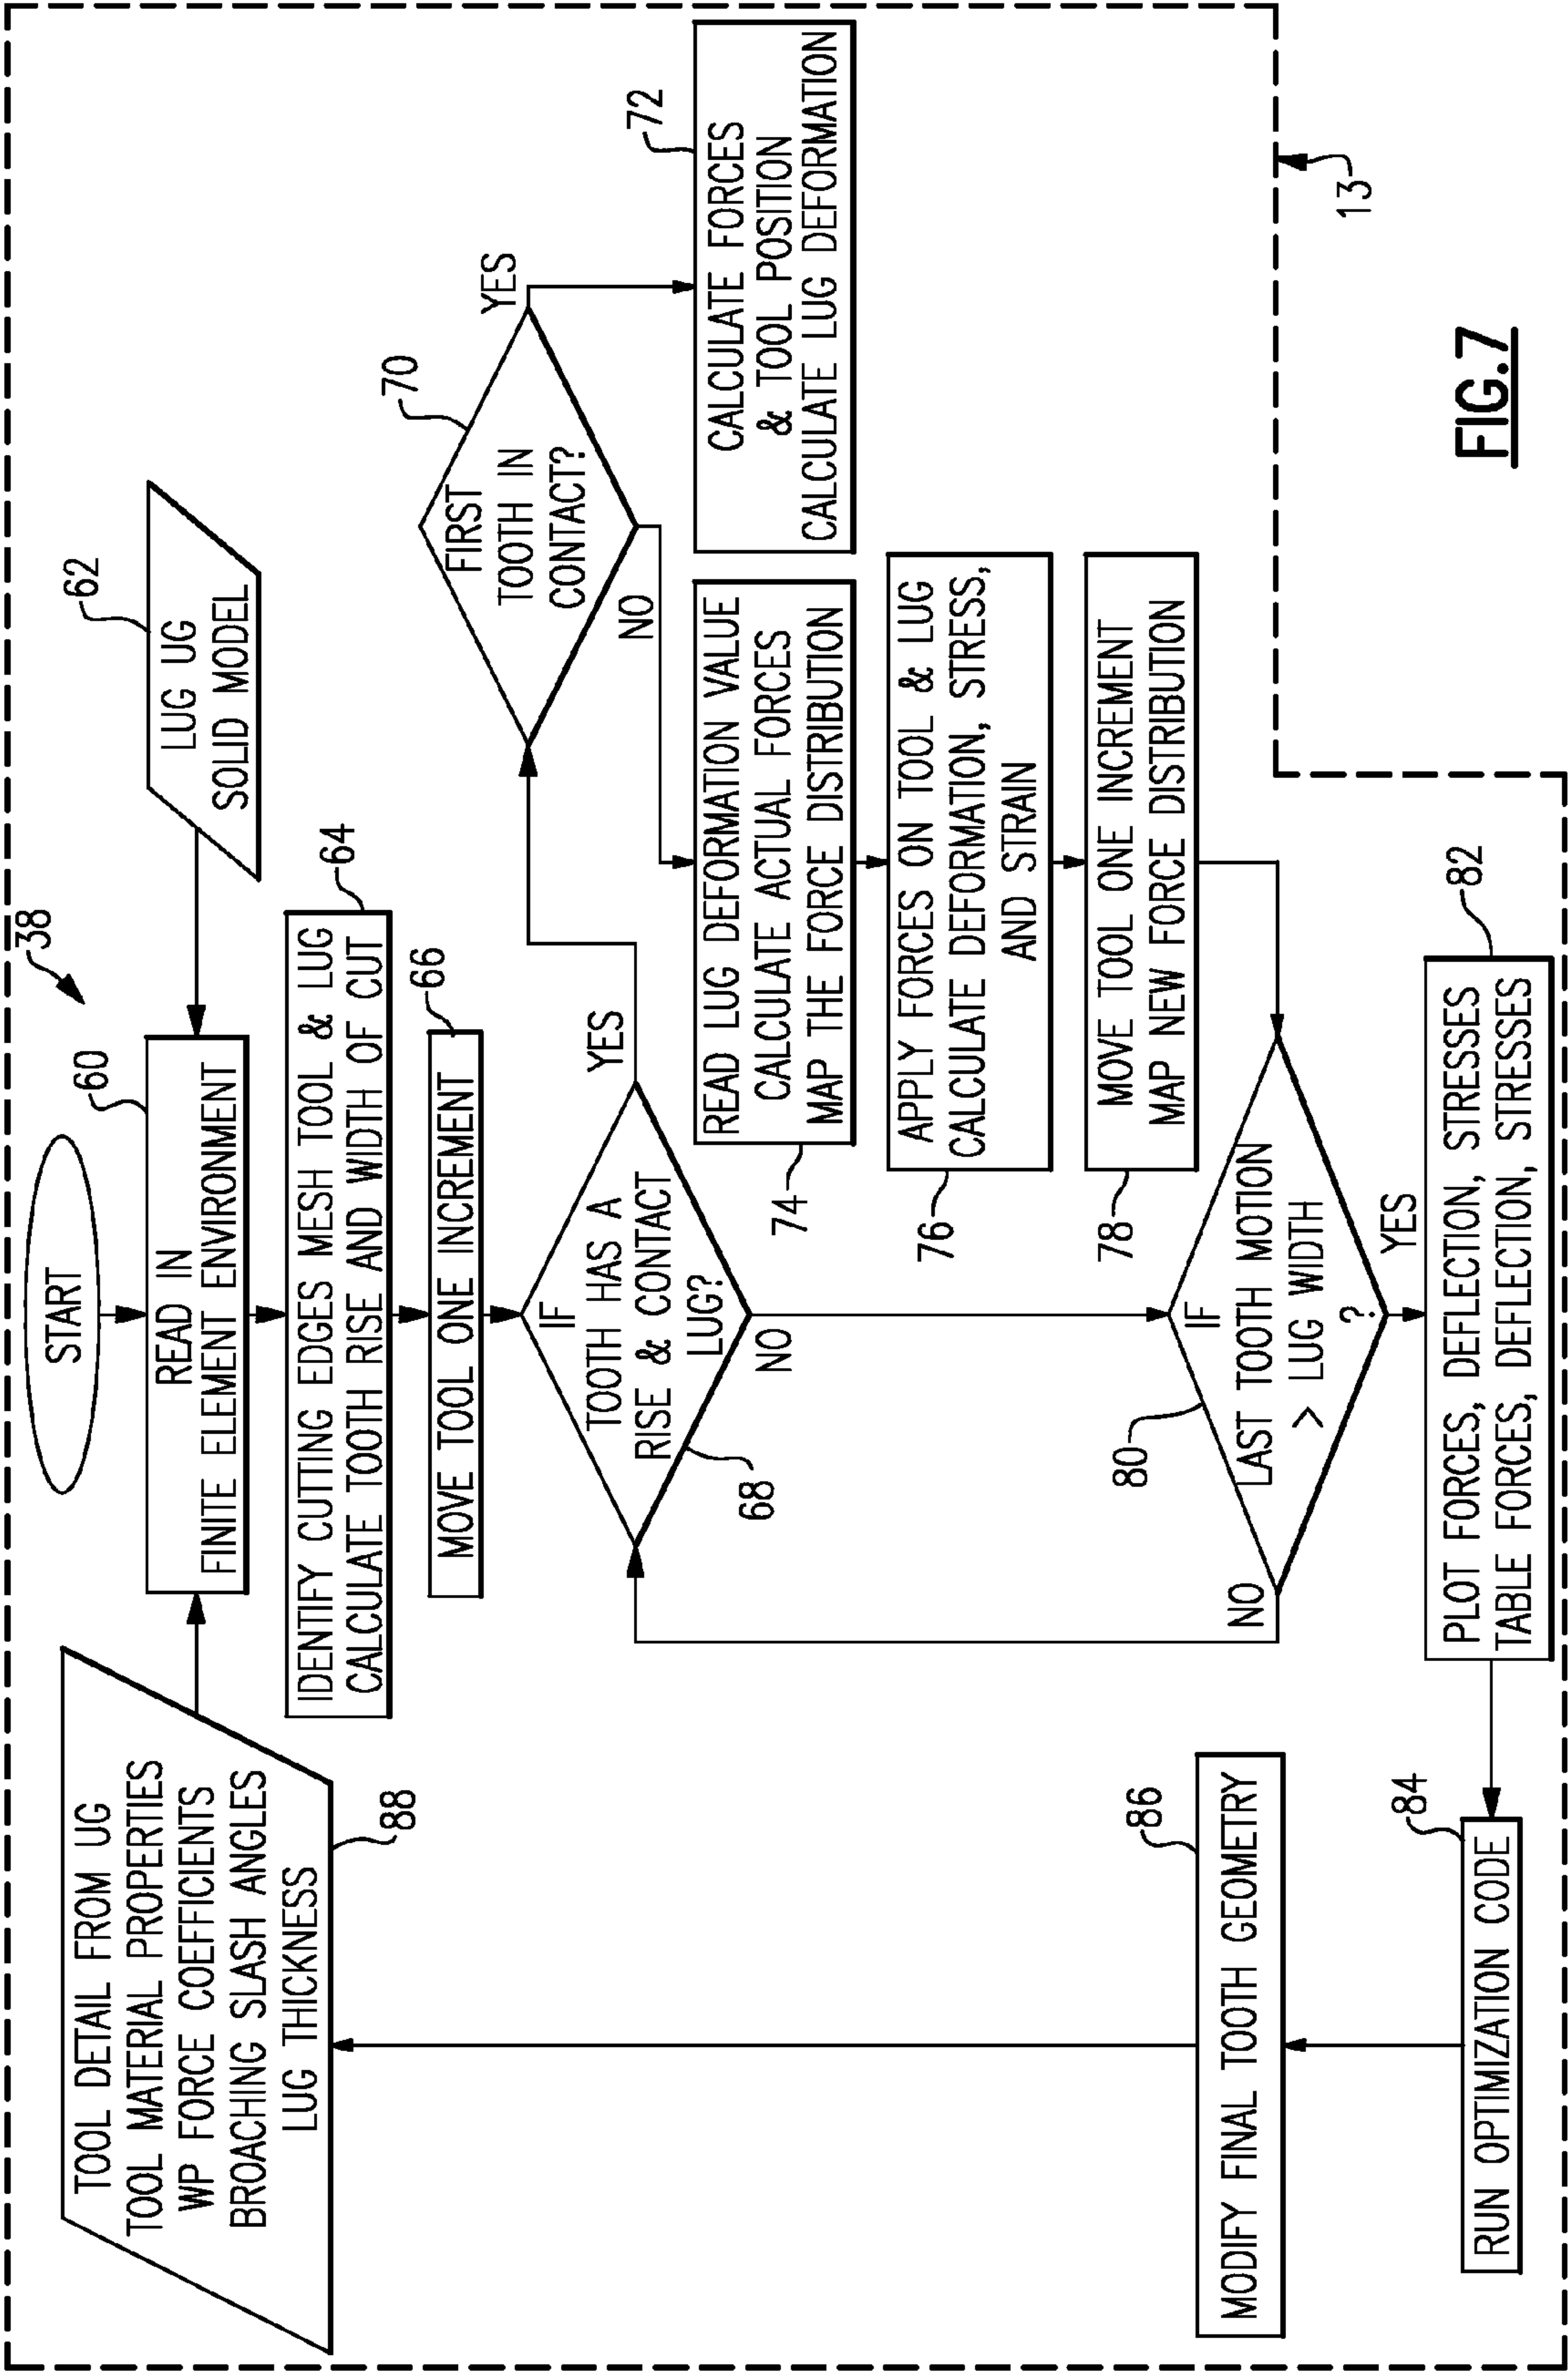 38
START
60
READ IN
FINITE ELEMENT ENVIRONMENT
62
LUG UG
SOLID MODEL
TOOL DETAIL FROM UG
TOOL MATERIAL PROPERTIES
WP FORCE COEFFICIENTS
BROACHING SLASH ANGLES
LUG THICKNESS
88
64
IDENTIFY CUTTING EDGES MESH TOOL & LUG
CALCULATE TOOTH RISE AND WIDTH OF CUT
66
MOVE TOOL ONE INCREMENT
IF
TOOTH HAS A
RISE & CONTACT
LUG?
68
YES
NO
70
FIRST
TOOTH IN
CONTACT?
YES
NO
72
CALCULATE FORCES
& TOOL POSITION
CALCULATE LUG DEFORMATION
READ LUG DEFORMATION VALUE
CALCULATE ACTUAL FORCES
MAP THE FORCE DISTRIBUTION
74
APPLY FORCES ON TOOL & LUG
CALCULATE DEFORMATION, STRESS,
AND STRAIN
76
MOVE TOOL ONE INCREMENT
MAP NEW FORCE DISTRIBUTION
78
IF
LAST TOOTH MOTION
> LUG WIDTH
?
80
NO
YES
82
PLOT FORCES, DEFLECTION, STRESSES
TABLE FORCES, DEFLECTION, STRESSES
84
RUN OPTIMIZATION CODE
86
MODIFY FINAL TOOTH GEOMETRY
13
FIG.7